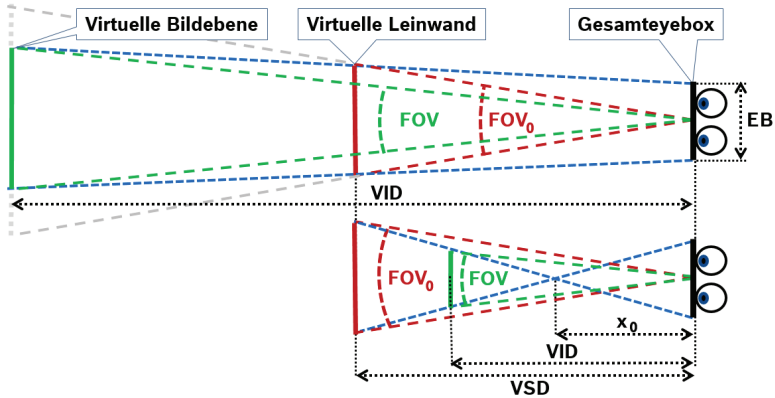 Virtuelle Bildebene
Virtuelle Leinwand
Gesamteyebox
FOV
FOV₀
EB
VID
FOV₀
FOV
x₀
VID
VSD